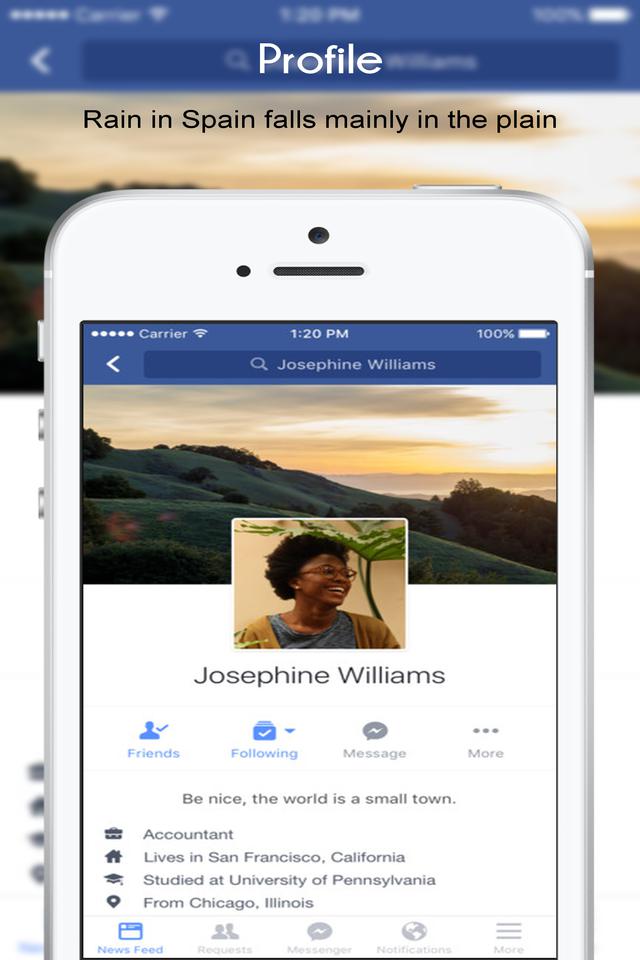 Carrier 1:20 PM 100%
Profile
Williams
Rain in Spain falls mainly in the plain
Carrier 1:20 PM 100%
Josephine Williams
Josephine Williams
Friends Following Message More
Be nice, the world is a small town.
Accountant
Lives in San Francisco, California
Studied at University of Pennsylvania
From Chicago, Illinois
News Feed Requests Messenger Notifications More